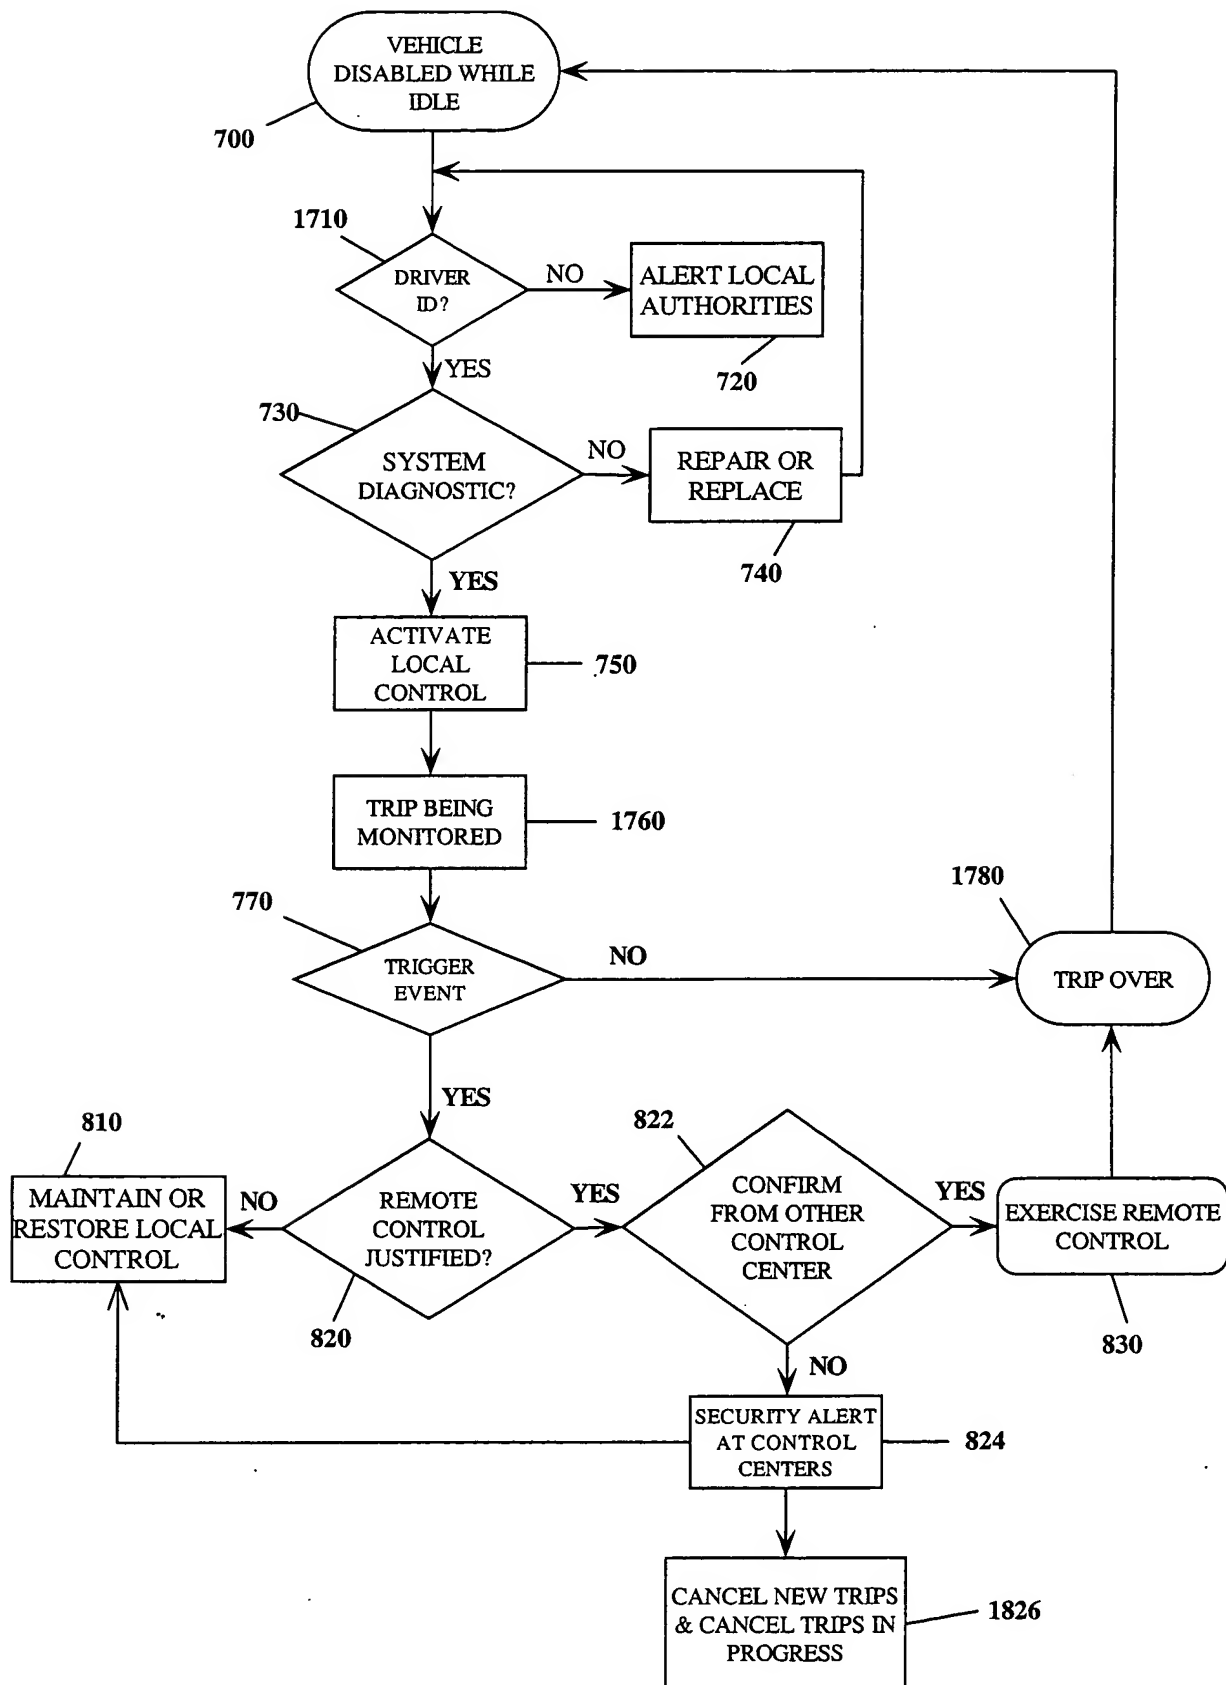 VEHICLE
DISABLED WHILE
IDLE
700
1710
DRIVER
ID?
NO
ALERT LOCAL
AUTHORITIES
720
YES
730
SYSTEM
DIAGNOSTIC?
NO
REPAIR OR
REPLACE
740
YES
ACTIVATE
LOCAL
CONTROL
750
TRIP BEING
MONITORED
1760
770
TRIGGER
EVENT
NO
1780
TRIP OVER
YES
810
MAINTAIN OR
RESTORE LOCAL
CONTROL
NO
REMOTE
CONTROL
JUSTIFIED?
820
YES
822
CONFIRM
FROM OTHER
CONTROL
CENTER
YES
EXERCISE REMOTE
CONTROL
830
NO
SECURITY ALERT
AT CONTROL
CENTERS
824
CANCEL NEW TRIPS
& CANCEL TRIPS IN
PROGRESS
1826